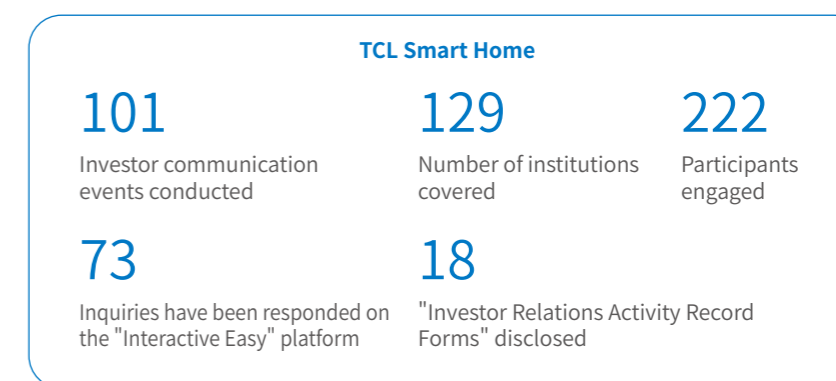 TCL Smart Home
101
Investor communication
events conducted
129
Number of institutions
covered
222
Participants
engaged
73
Inquiries have been responded on
the "Interactive Easy" platform
18
"Investor Relations Activity Record
Forms" disclosed